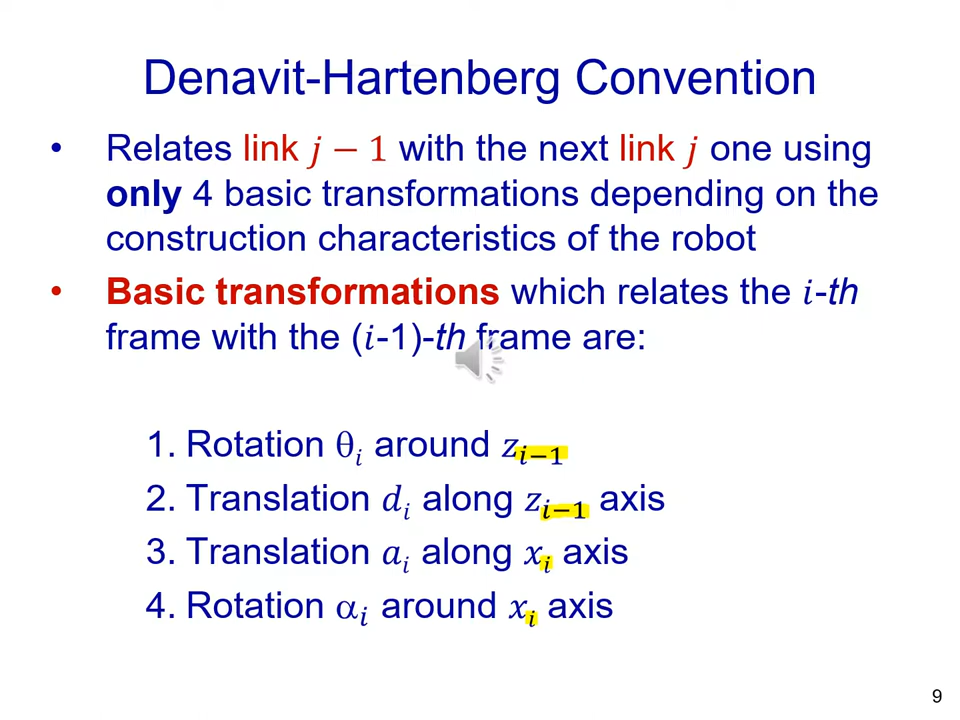 Denavit-Hartenberg Convention
• Relates link j − 1 with the next link j one using
only 4 basic transformations depending on the
construction characteristics of the robot
• Basic transformations which relates the i-th
frame with the (i-1)-th frame are:
1. Rotation θᵢ around zᵢ₋₁
2. Translation dᵢ along zᵢ₋₁ axis
3. Translation aᵢ along xᵢ axis
4. Rotation αᵢ around xᵢ axis
9